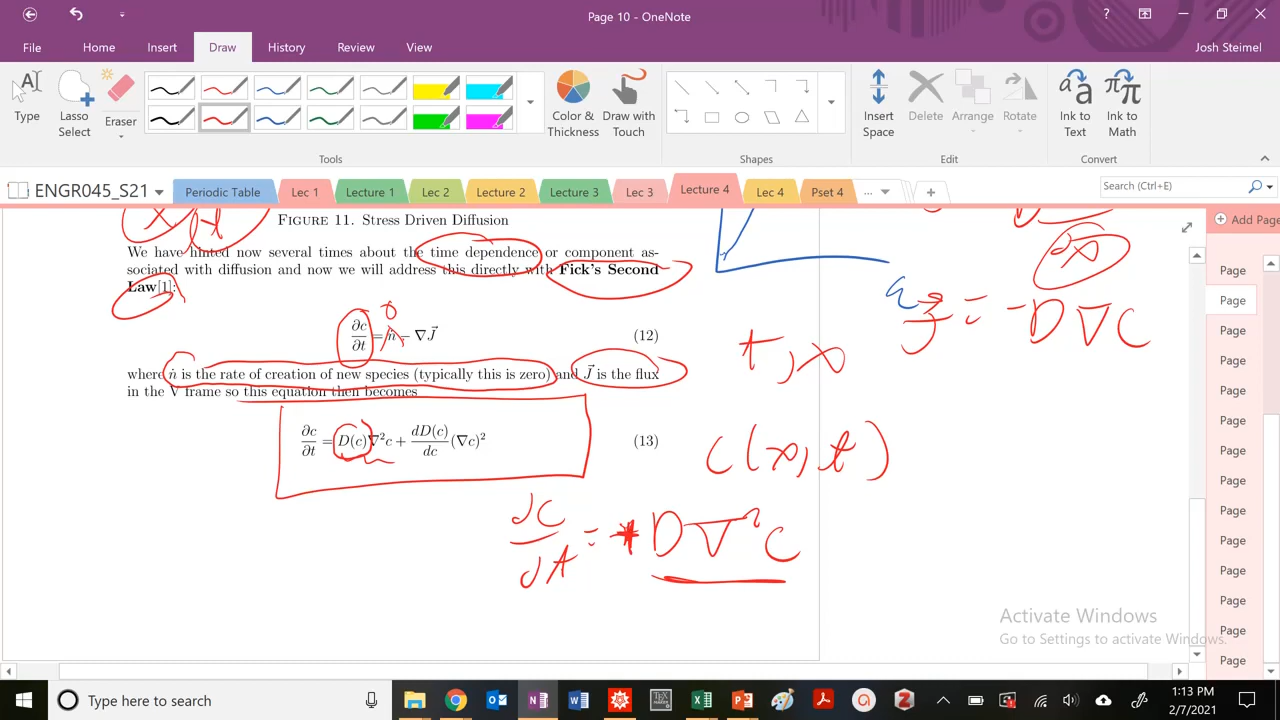 Page 10 - OneNote
?
File
Home
Insert
Draw
History
Review
View
Josh Steimel
Type
Lasso Select
Eraser
Color & Thickness
Draw with Touch
Insert Space
Delete
Arrange
Rotate
Ink to Text
Ink to Math
Tools
Shapes
Edit
Convert
ENGR045_S21
Periodic Table
Lec 1
Lecture 1
Lec 2
Lecture 2
Lecture 3
Lec 3
Lecture 4
Lec 4
Pset 4
...
+
Search (Ctrl+E)
Add Page
FIGURE 11. Stress Driven Diffusion
We have hinted now several times about the time dependence or component as-
sociated with diffusion and now we will address this directly with Fick's Second
Law[1]:
0
∂c/∂t = ṅ − ∇J⃗ (12)
where ṅ is the rate of creation of new species (typically this is zero) and J⃗ is the flux
in the V frame so this equation then becomes
∂c/∂t = D(c)∇²c + dD(c)/dc (∇c)² (13)
dC/dt = + D∇²C
∂x
J = -D∇C
t, x
C(x, t)
Page
Page
Page
Page
Page
Page
Page
Page
Page
Page
Page
Page
Page
Page
Activate Windows
Go to Settings to activate Windows.
Type here to search
1:13 PM
2/7/2021